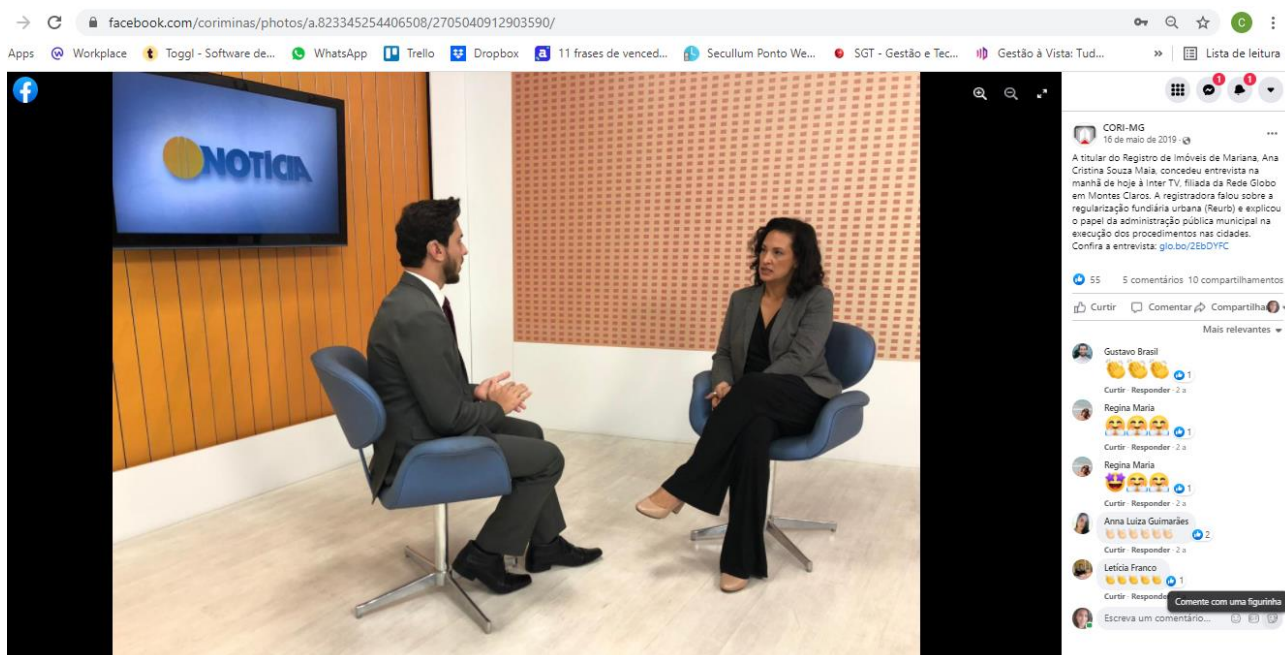 facebook.com/coriminas/photos/a.823345254406508/2705040912903590/
C
Apps Workplace Toggl - Software de... WhatsApp Trello Dropbox 11 frases de venced... Secullum Ponto We... SGT - Gestão e Tec... Gestão à Vista: Tud... » Lista de leitura
NOTÍCIA
1 1
CORI-MG
16 de maio de 2019 ·
A titular do Registro de Imóveis de Mariana, Ana
Cristina Souza Maia, concedeu entrevista na
manhã de hoje à Inter TV, filiada da Rede Globo
em Montes Claros. A registradora falou sobre a
regularização fundiária urbana (Reurb) e explicou
o papel da administração pública municipal na
execução dos procedimentos nas cidades.
Confira a entrevista: glo.bo/2EbDYFC
55 5 comentários 10 compartilhamentos
Curtir Comentar Compartilha
Mais relevantes
Gustavo Brasil
1
Curtir · Responder · 2 a
Regina Maria
1
Curtir · Responder · 2 a
Regina Maria
1
Curtir · Responder · 2 a
Anna Luiza Guimarães
2
Curtir · Responder · 2 a
Letícia Franco
1
Curtir · Responder
Comente com uma figurinha
Escreva um comentário...